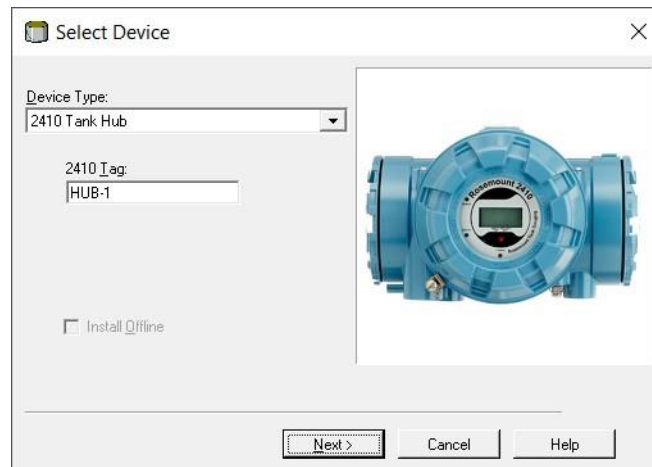 Select Device
Device Type:
2410 Tank Hub
2410 Tag:
HUB-1
Install Offline
Rosemount 2410
Next >
Cancel
Help